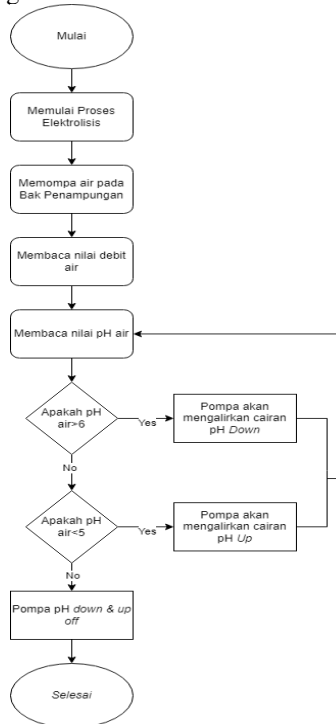 Mulai
Memulai Proses
Elektrolisis
Memompa air pada
Bak Penampungan
Membaca nilai debit
air
Membaca nilai pH air
Apakah pH
air>6
Yes
Pompa akan
mengalirkan cairan
pH Down
No
Apakah pH
air<5
Yes
Pompa akan
mengalirkan cairan
pH Up
No
Pompa pH down & up
off
Selesai